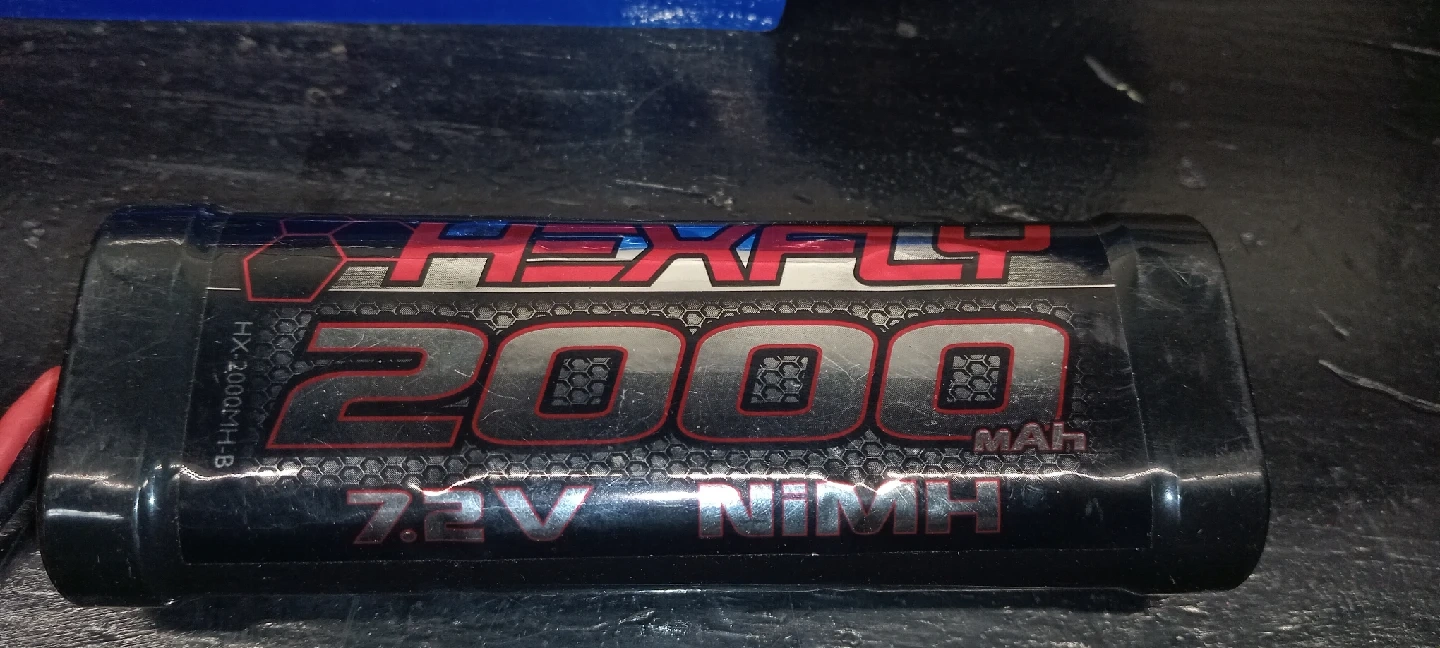 HEXFLY
HX-2000MH-B
2000
mAh
7.2V NiMH